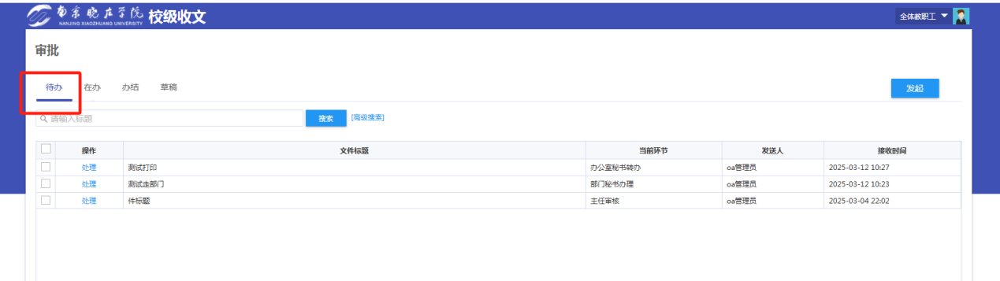 南京晓庄学院 校级收文 全体教职工
NANJING XIAOZHUANG UNIVERSITY
审批
待办 在办 办结 草稿 发起
请输入标题 搜索 [高级搜索]
操作 文件标题 当前环节 发送人 接收时间
处理 测试打印 办公室秘书转办 oa管理员 2025-03-12 10:27
处理 测试走部门 部门秘书办理 oa管理员 2025-03-12 10:23
处理 件标题 主任审核 oa管理员 2025-03-04 22:02